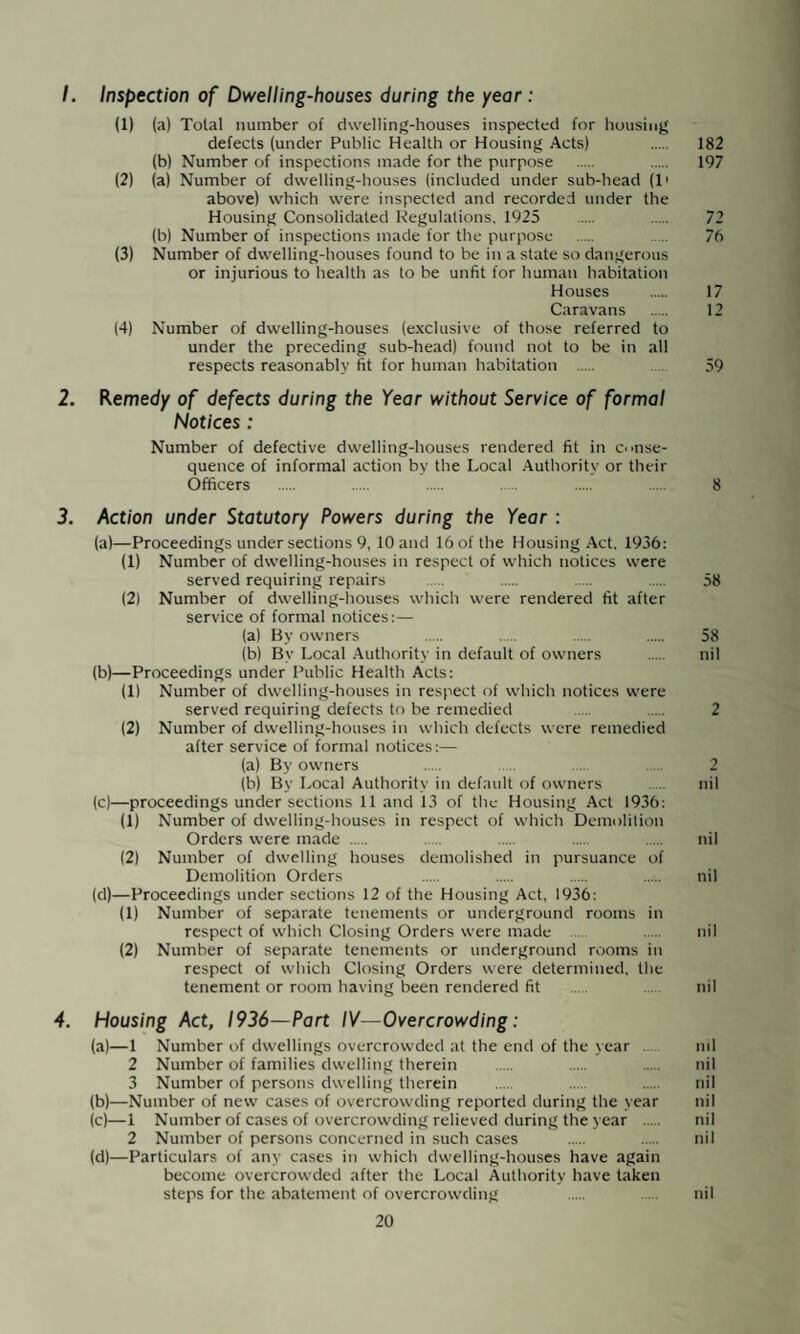 1. Inspection of Dwelling-houses during the year :
(1) (a) Total number of dwelling-houses inspected for housing
defects (under Public Health or Housing Acts) ..... 182
(b) Number of inspections made for the purpose ..... ..... 197
(2) (a) Number of dwelling-houses (included under sub-head (1'
above) which were inspected and recorded under the
Housing Consolidated Regulations, 1925 ..... ..... 72
(b) Number of inspections made for the purpose ..... ..... 76
(3) Number of dwelling-houses found to be in a state so dangerous
or injurious to health as to be unfit for human habitation
Houses ..... 17
Caravans ..... 12
(4) Number of dwelling-houses (exclusive of those referred to
under the preceding sub-head) found not to be in all
respects reasonably fit for human habitation ..... ..... 59
2. Remedy of defects during the Year without Service of formal
Notices :
Number of defective dwelling-houses rendered fit in conse-
quence of informal action by the Local Authority or their
Officers ..... ..... ..... ..... ..... ..... 8
3. Action under Statutory Powers during the Year :
(a)—Proceedings under sections 9, 10 and 16 of the Housing Act, 1936:
(1) Number of dwelling-houses in respect of which notices were
served requiring repairs ..... ..... ..... ..... 58
(2) Number of dwelling-houses which were rendered fit after
service of formal notices:—
(a) By owners ..... ..... ..... ..... 58
(b) By Local Authority in default of owners ..... nil
(b)—Proceedings under Public Health Acts:
(1) Number of dwelling-houses in respect of which notices were
served requiring defects to be remedied ..... ..... 2
(2) Number of dwelling-houses in which defects were remedied
after service of formal notices:—
(a) By owners ..... ..... ..... ..... 2
(b) By Local Authority in default of owners ..... nil
(c)—proceedings under sections 11 and 13 of the Housing Act 1936:
(1) Number of dwelling-houses in respect of which Demolition
Orders were made ..... ..... ..... ..... ..... nil
(2) Number of dwelling houses demolished in pursuance of
Demolition Orders ..... ..... ..... ..... nil
(d)—Proceedings under sections 12 of the Housing Act, 1936:
(1) Number of separate tenements or underground rooms in
respect of which Closing Orders were made ..... ..... nil
(2) Number of separate tenements or underground rooms in
respect of which Closing Orders were determined, the
tenement or room having been rendered fit ..... ..... nil
4. Housing Act, 1936—Part IV—Overcrowding :
(a)—1 Number of dwellings overcrowded at the end of the year ..... nil
2 Number of families dwelling therein ..... ..... ..... nil
3 Number of persons dwelling therein ..... ..... ..... nil
(b)—Number of new cases of overcrowding reported during the year nil
(c)—1 Number of cases of overcrowding relieved during the year ..... nil
2 Number of persons concerned in such cases ..... ..... nil
(d)—Particulars of any cases in which dwelling-houses have again
become overcrowded after the Local Authority have taken
steps for the abatement of overcrowding ..... ..... nil
20